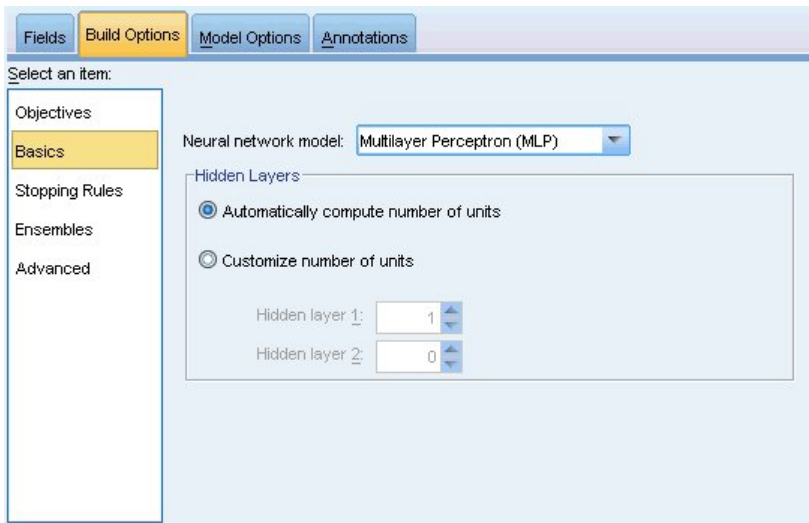 Fields Build Options Model Options Annotations
Select an item:
Objectives
Basics
Stopping Rules
Ensembles
Advanced
Neural network model: Multilayer Perceptron (MLP)
Hidden Layers
Automatically compute number of units
Customize number of units
Hidden layer 1: 1
Hidden layer 2: 0